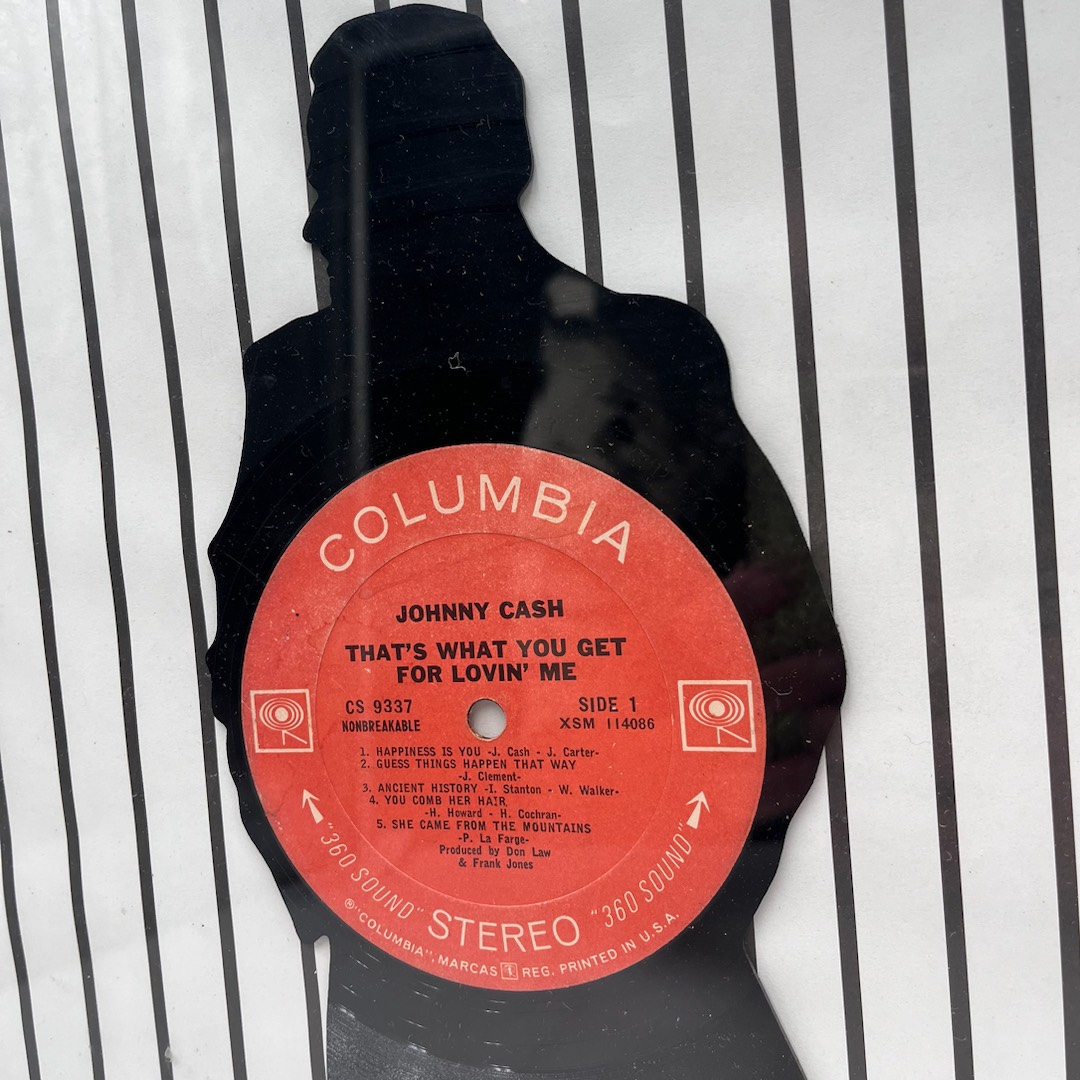 COLUMBIA
JOHNNY CASH
THAT'S WHAT YOU GET
FOR LOVIN' ME
CS 9337
NONBREAKABLE
SIDE 1
XSM 114086
1. HAPPINESS IS YOU -J. Cash - J. Carter-
2. GUESS THINGS HAPPEN THAT WAY
-J. Clement-
3. ANCIENT HISTORY -I. Stanton - W. Walker-
4. YOU COMB HER HAIR
-H. Howard - H. Cochran-
5. SHE CAME FROM THE MOUNTAINS
-P. La Farge-
Produced by Don Law
& Frank Jones
"360 SOUND" STEREO "360 SOUND"
® "COLUMBIA", MARCAS REG. PRINTED IN U.S.A.